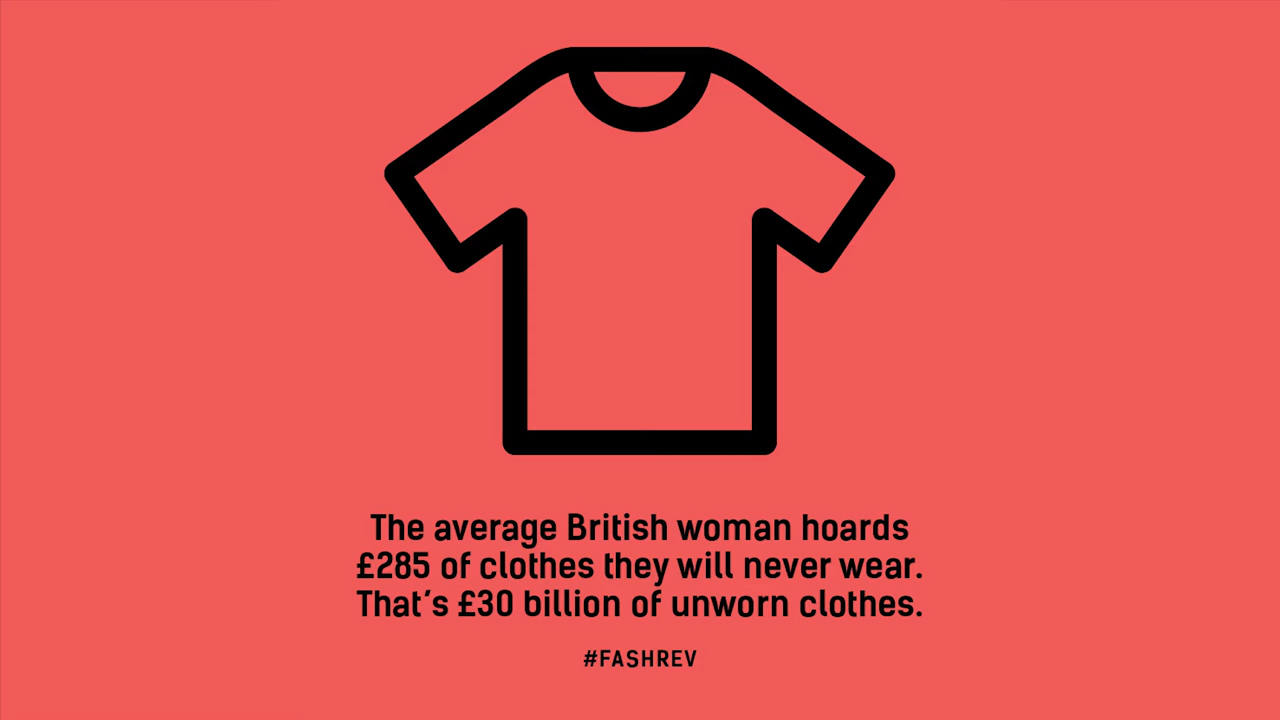 The average British woman hoards
£285 of clothes they will never wear.
That's £30 billion of unworn clothes.
#FASHREV